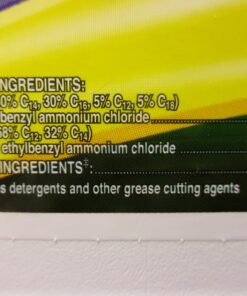 INGREDIENTS:
0% C₁₄, 30% C₁₆, 5% C₁₂, 5% C₁₈)
benzyl ammonium chloride
68% C₁₂, 32% C₁₄)
ethylbenzyl ammonium chloride
INGREDIENTS‡:
s detergents and other grease cutting agents